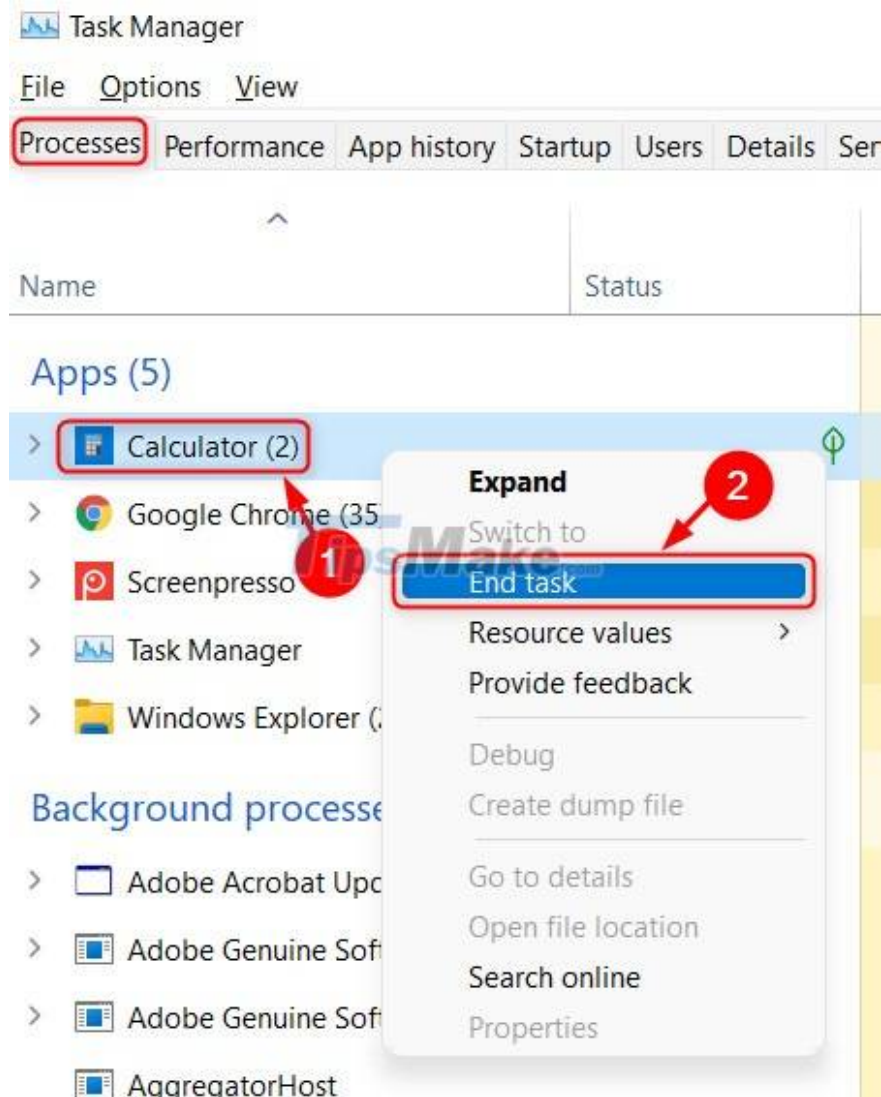 Task Manager
File Options View
Processes Performance App history Startup Users Details Ser
Name Status
Apps (5)
Calculator (2)
Google Chrome (35
Screenpresso
Task Manager
Windows Explorer (
Background processe
Adobe Acrobat Upd
Adobe Genuine Soft
Adobe Genuine Soft
AggregatorHost
Expand
Switch to
End task
Resource values
Provide feedback
Debug
Create dump file
Go to details
Open file location
Search online
Properties
1
2
TipsMake.com